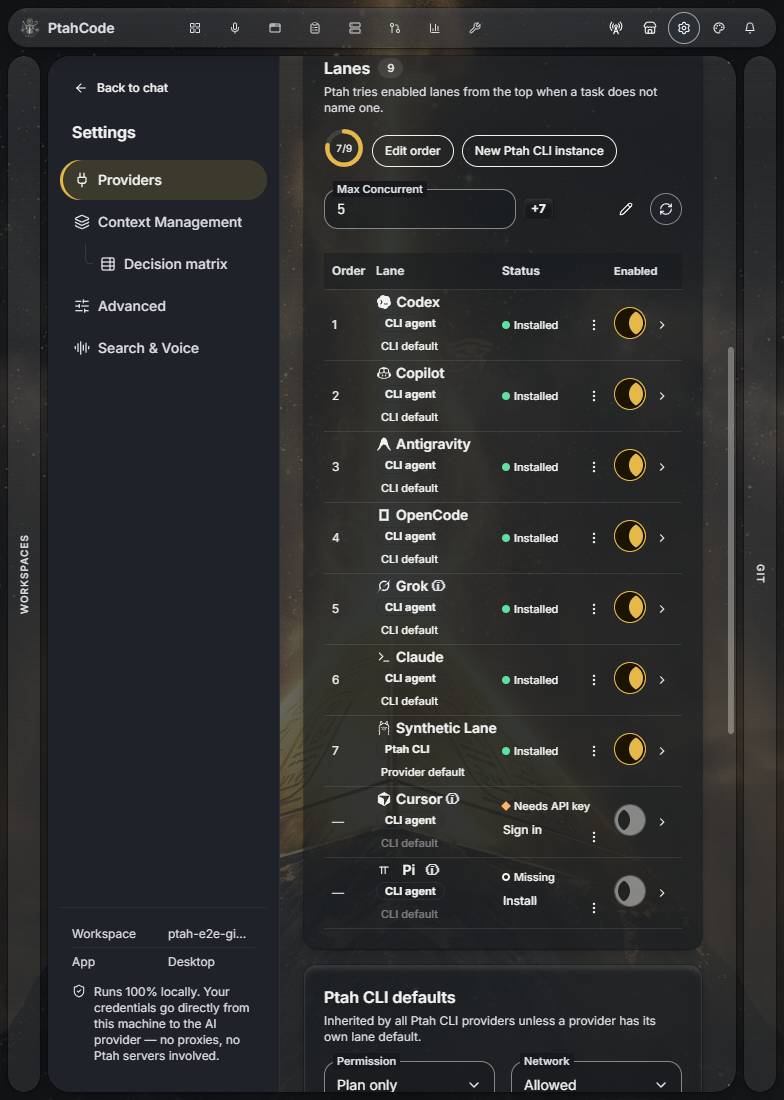 PtahCode
Back to chat
Settings
Providers
Context Management
Decision matrix
Advanced
Search & Voice
WORKSPACES
Workspace ptah-e2e-gi...
App Desktop
Runs 100% locally. Your
credentials go directly from
this machine to the AI
provider — no proxies, no
Ptah servers involved.
Lanes 9
Ptah tries enabled lanes from the top when a task does not
name one.
7/9 Edit order New Ptah CLI instance
Max Concurrent
5 +7
Order Lane Status Enabled
Codex
1 CLI agent Installed
CLI default
Copilot
2 CLI agent Installed
CLI default
Antigravity
3 CLI agent Installed
CLI default
OpenCode
4 CLI agent Installed
CLI default
Grok
5 CLI agent Installed
CLI default
Claude
6 CLI agent Installed
CLI default
Synthetic Lane
7 Ptah CLI Installed
Provider default
Cursor
— CLI agent Needs API key
Sign in
CLI default
Pi
— CLI agent Missing
Install
CLI default
Ptah CLI defaults
Inherited by all Ptah CLI providers unless a provider has its
own lane default.
Permission Network
Plan only Allowed
GIT